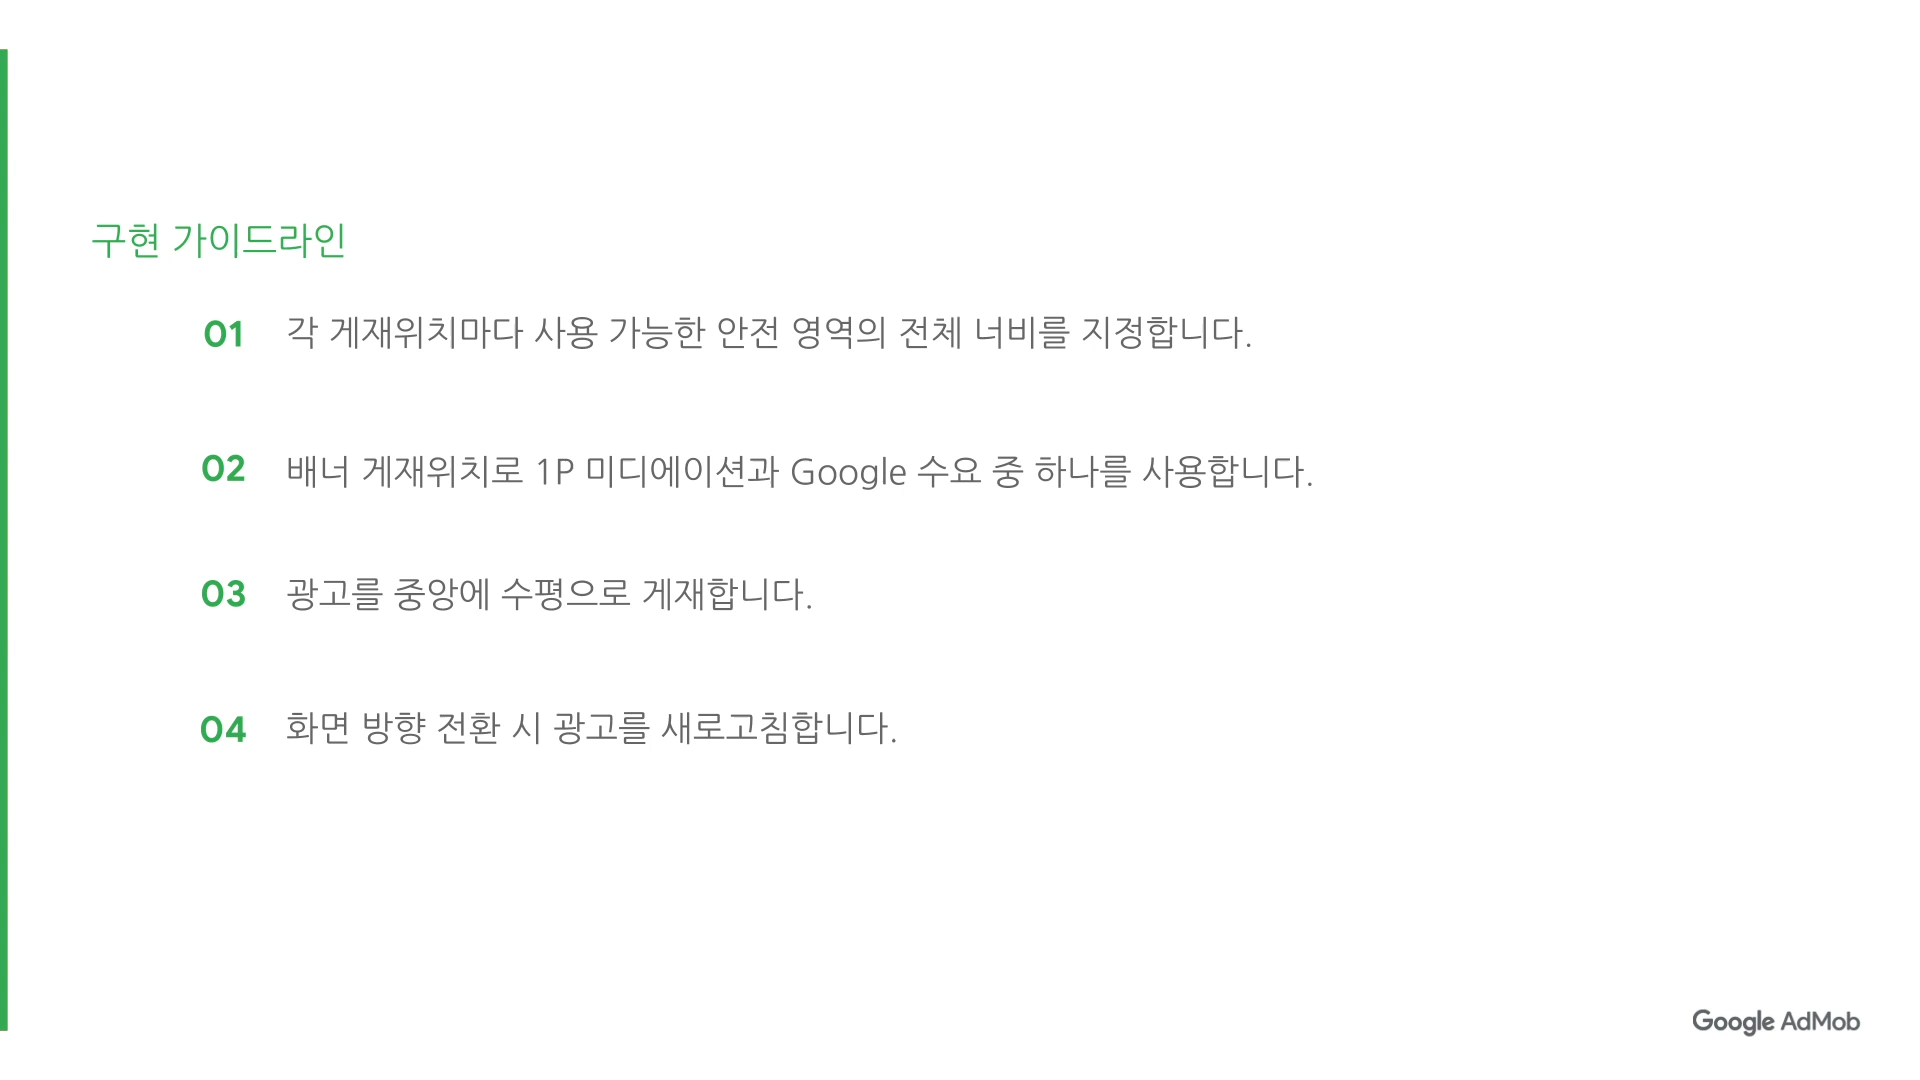 구현 가이드라인
01 각 게재위치마다 사용 가능한 안전 영역의 전체 너비를 지정합니다.
02 배너 게재위치로 1P 미디에이션과 Google 수요 중 하나를 사용합니다.
03 광고를 중앙에 수평으로 게재합니다.
04 화면 방향 전환 시 광고를 새로고침합니다.
Google AdMob